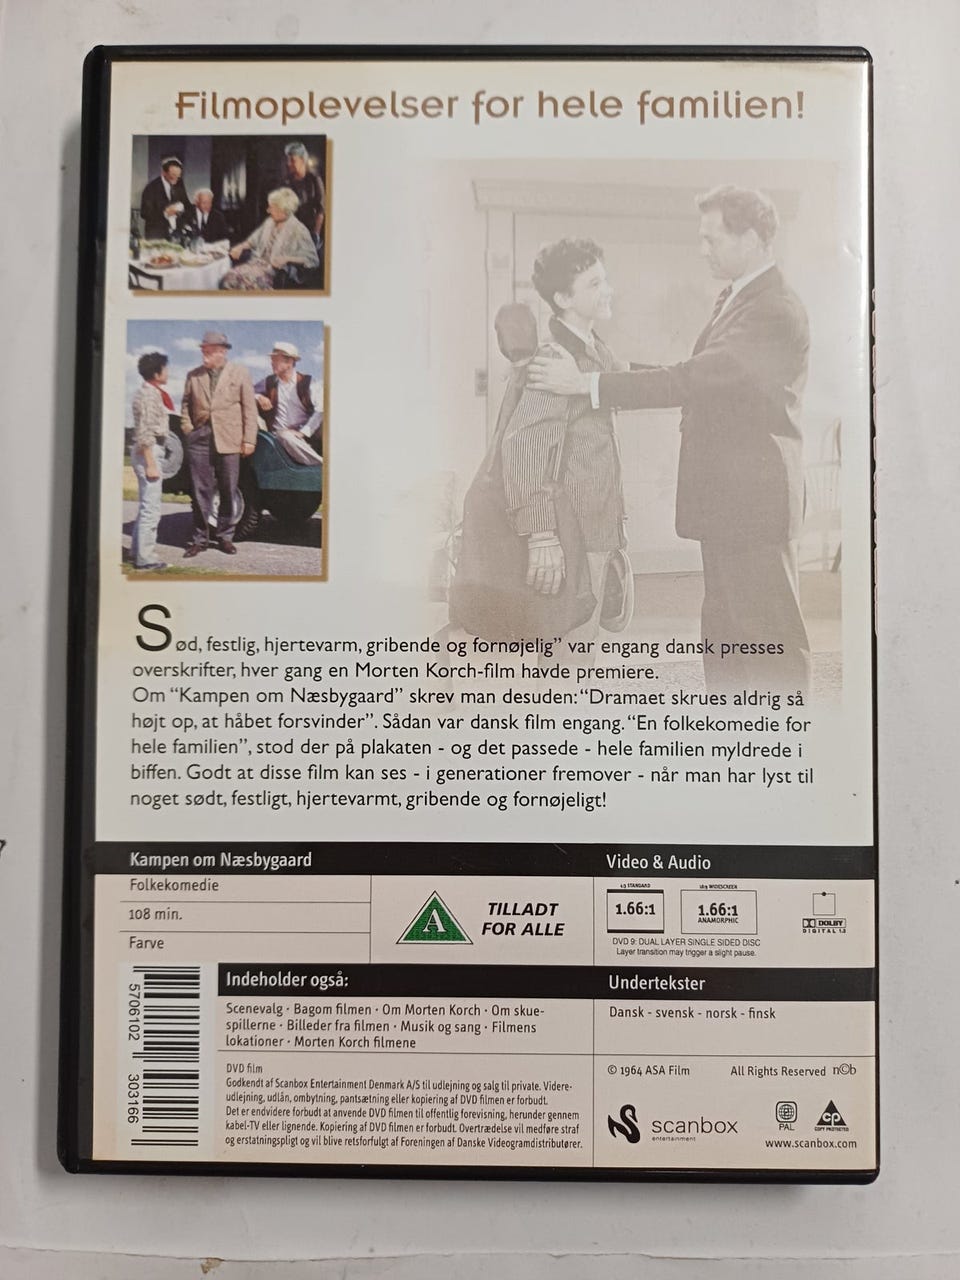 Filmoplevelser for hele familien!
Sød, festlig, hjertevarm, gribende og fornøjelig” var engang dansk presses
overskrifter, hver gang en Morten Korch-film havde premiere.
Om “Kampen om Næsbygaard” skrev man desuden: “Dramaet skrues aldrig så
højt op, at håbet forsvinder”. Sådan var dansk film engang. “En folkekomedie for
hele familien”, stod der på plakaten - og det passede - hele familien myldrede i
biffen. Godt at disse film kan ses - i generationer fremover - når man har lyst til
noget sødt, festligt, hjertevarmt, gribende og fornøjeligt!
Kampen om Næsbygaard
Folkekomedie
108 min.
Farve
A
TILLADT
FOR ALLE
Video & Audio
4:3 STANDARD
1.66:1
16:9 WIDESCREEN
1.66:1
ANAMORPHIC
DOLBY
DIGITAL
DVD 9: DUAL LAYER SINGLE SIDED DISC
Layer transition may trigger a slight pause.
5706102 303166
Indeholder også:
Scenevalg · Bagom filmen · Om Morten Korch · Om skue-
spillerne · Billeder fra filmen · Musik og sang · Filmens
lokationer · Morten Korch filmene
Undertekster
Dansk - svensk - norsk - finsk
DVD film
Godkendt af Scanbox Entertainment Denmark A/S til udlejning og salg til private. Videre-
udlejning, udlån, ombytning, pantsætning eller kopiering af DVD filmen er forbudt.
Det er endvidere forbudt at anvende DVD filmen til offentlig forevisning, herunder gennem
kabel-TV eller lignende. Kopiering af DVD filmen er forbudt. Overtrædelse vil medføre straf
og erstatningspligt og vil blive retsforfulgt af Foreningen af Danske Videogramdistributører.
© 1964 ASA Film
All Rights Reserved n©b
scanbox
entertainment
PAL
CP
COPY PROTECTED
www.scanbox.com